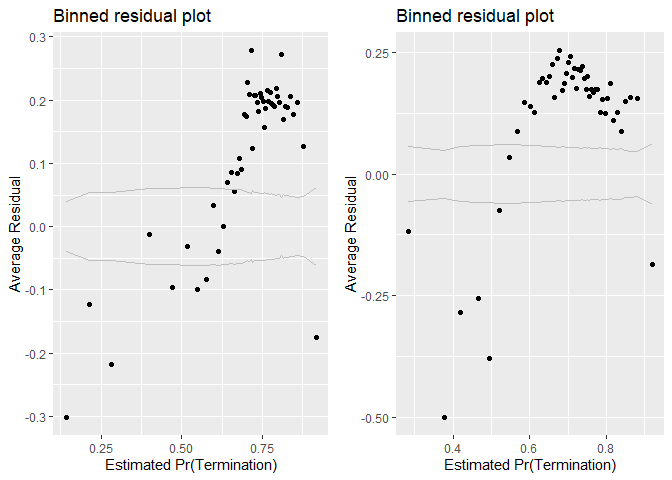 Binned residual plot
0.3
0.2
0.1
0.0
-0.1
-0.2
-0.3
Average Residual
0.25
0.50
0.75
Estimated Pr(Termination)
Binned residual plot
0.25
0.00
-0.25
-0.50
Average Residual
0.4
0.6
0.8
Estimated Pr(Termination)